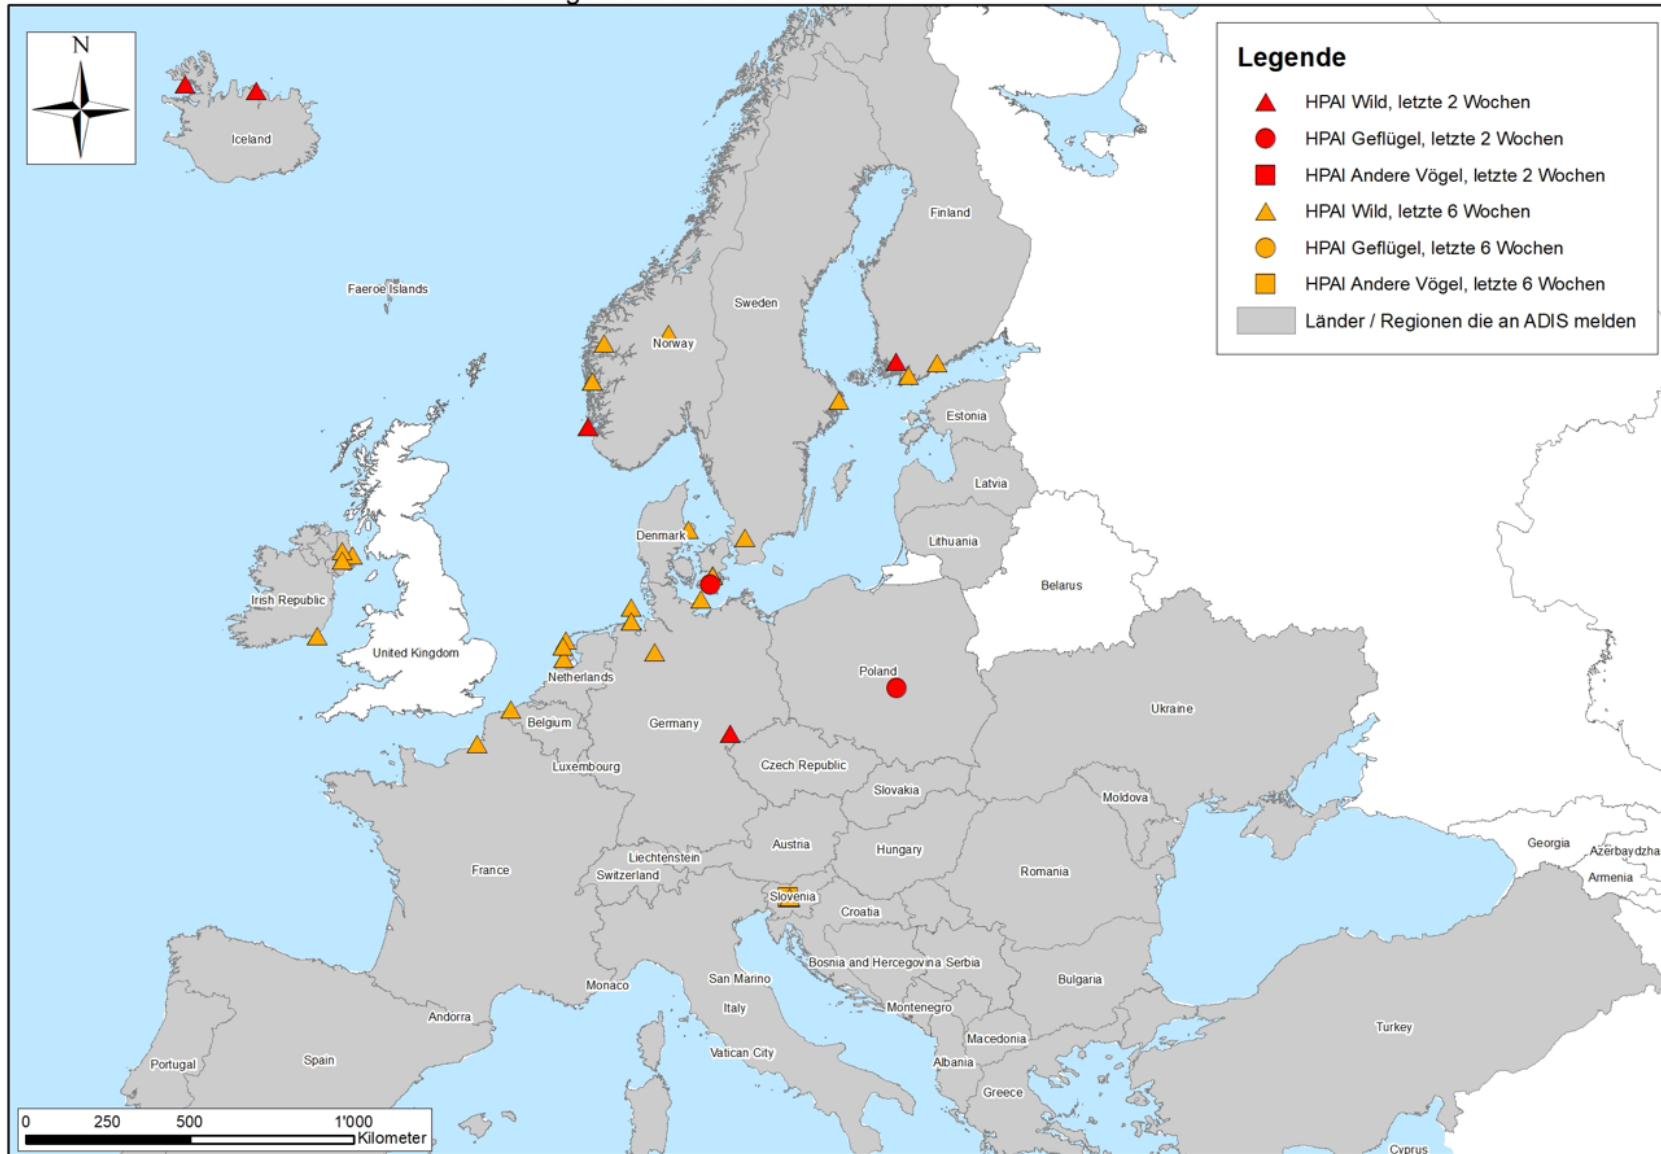 N
Legende
HPAI Wild, letzte 2 Wochen
HPAI Geflügel, letzte 2 Wochen
HPAI Andere Vögel, letzte 2 Wochen
HPAI Wild, letzte 6 Wochen
HPAI Geflügel, letzte 6 Wochen
HPAI Andere Vögel, letzte 6 Wochen
Länder / Regionen die an ADIS melden
Iceland
Finland
Faeroe Islands
Sweden
Norway
Estonia
Latvia
Denmark
Lithuania
Belarus
Irish Republic
United Kingdom
Netherlands
Poland
Ukraine
Belgium
Germany
Luxembourg
Czech Republic
Slovakia
Moldova
Austria
Hungary
Liechtenstein
Switzerland
France
Romania
Georgia
Azerbaydzha
Armenia
Slovenia
Croatia
Bosnia and Hercegovina
Serbia
San Marino
Monaco
Bulgaria
Italy
Montenegro
Andorra
Macedonia
Turkey
Vatican City
Albania
Portugal
Spain
Greece
0 250 500 1'000
Kilometer
Cyprus